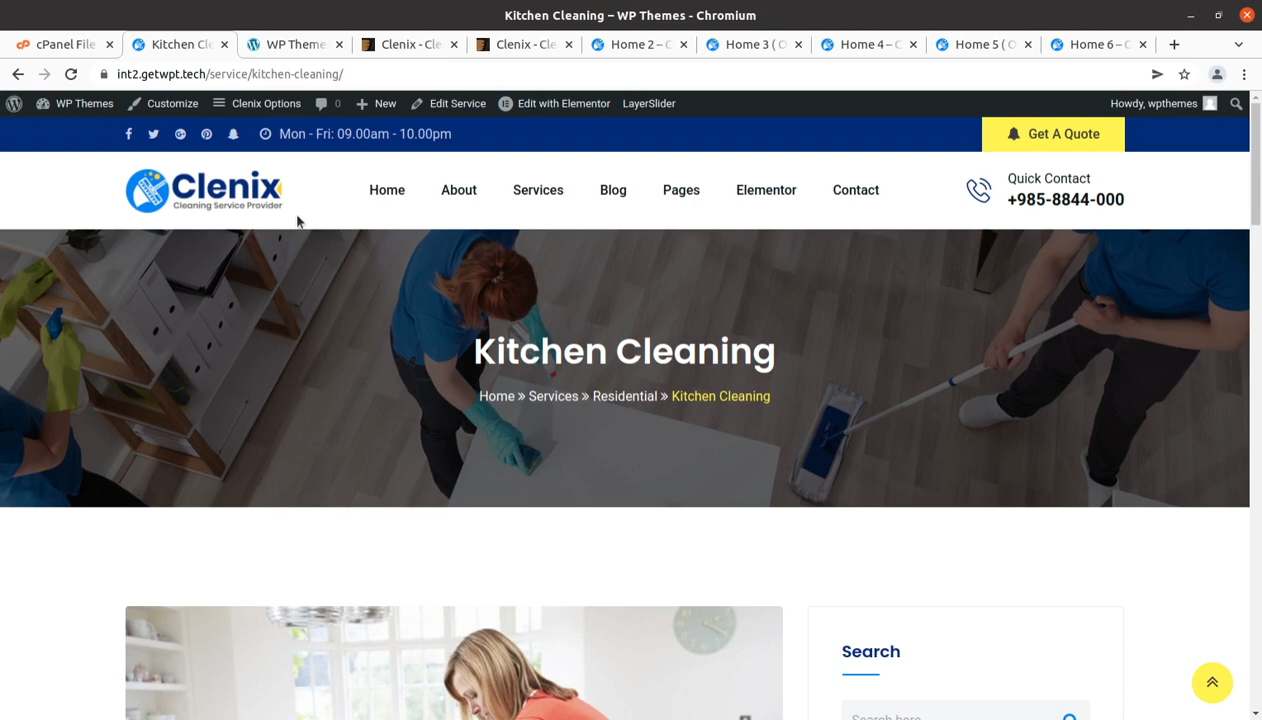 Kitchen Cleaning – WP Themes - Chromium
cPanel File
Kitchen Cle
WP Themes
Clenix - Cle
Clenix - Cle
Home 2 – C
Home 3 ( O
Home 4 – C
Home 5 ( O
Home 6 – C
int2.getwpt.tech/service/kitchen-cleaning/
WP Themes Customize Clenix Options 0 New Edit Service Edit with Elementor LayerSlider Howdy, wpthemes
Mon - Fri: 09.00am - 10.00pm
Get A Quote
Clenix
Cleaning Service Provider
Home About Services Blog Pages Elementor Contact
Quick Contact
+985-8844-000
Kitchen Cleaning
Home » Services » Residential » Kitchen Cleaning
Search
Search here